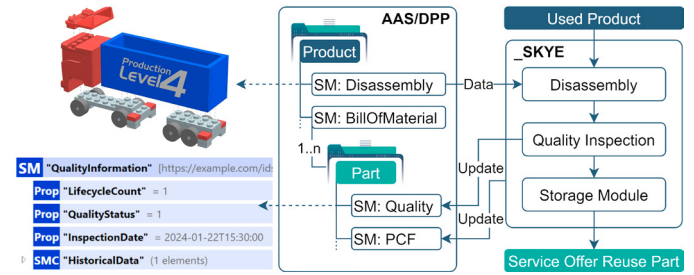 Production
Level 4
SM "QualityInformation" [https://example.com/ids
Prop "LifecycleCount" = 1
Prop "QualityStatus" = 1
Prop "InspectionDate" = 2024-01-22T15:30:00
SMC "HistoricalData" (1 elements)
AAS/DPP
Product
SM: Disassembly
SM: BillOfMaterial
1..n
Part
SM: Quality
SM: PCF
Data
Update
Update
Used Product
_SKYE
Disassembly
Quality Inspection
Storage Module
Service Offer Reuse Part